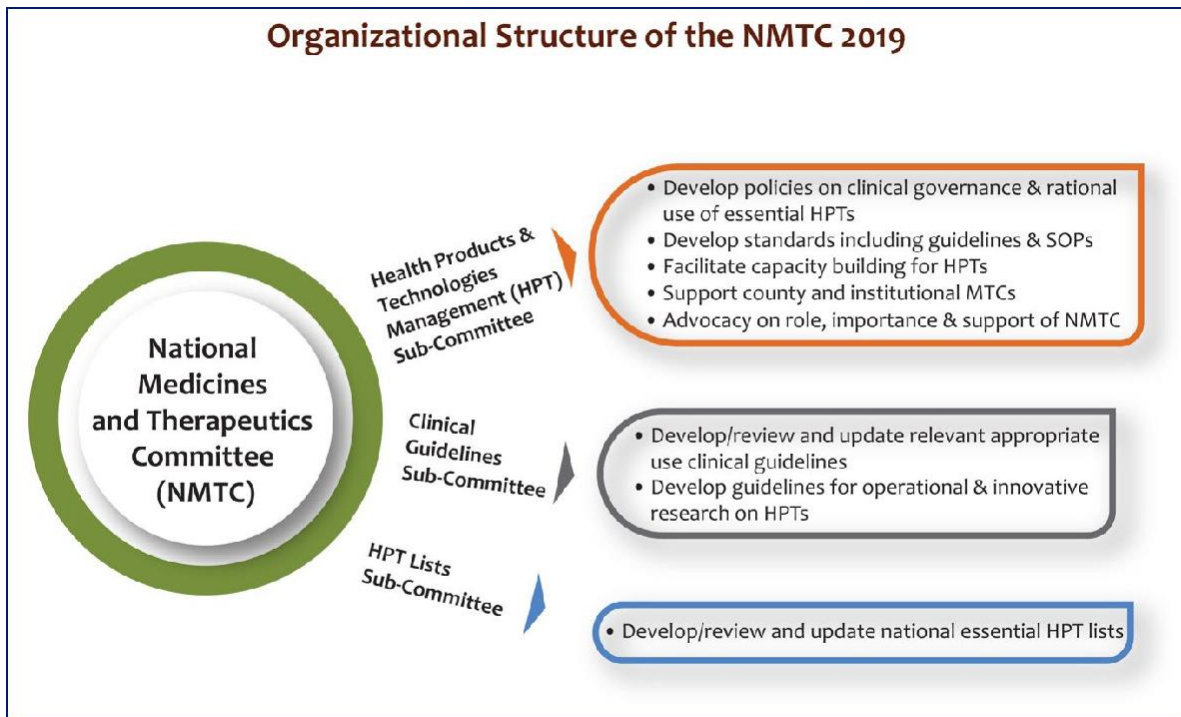 Organizational Structure of the NMTC 2019
National
Medicines
and Therapeutics
Committee
(NMTC)
Health Products &
Technologies
Management (HPT)
Sub-Committee
• Develop policies on clinical governance & rational
use of essential HPTs
• Develop standards including guidelines & SOPs
• Facilitate capacity building for HPTs
• Support county and institutional MTCs
• Advocacy on role, importance & support of NMTC
Clinical
Guidelines
Sub-Committee
• Develop/review and update relevant appropriate
use clinical guidelines
• Develop guidelines for operational & innovative
research on HPTs
HPT Lists
Sub-Committee
• Develop/review and update national essential HPT lists